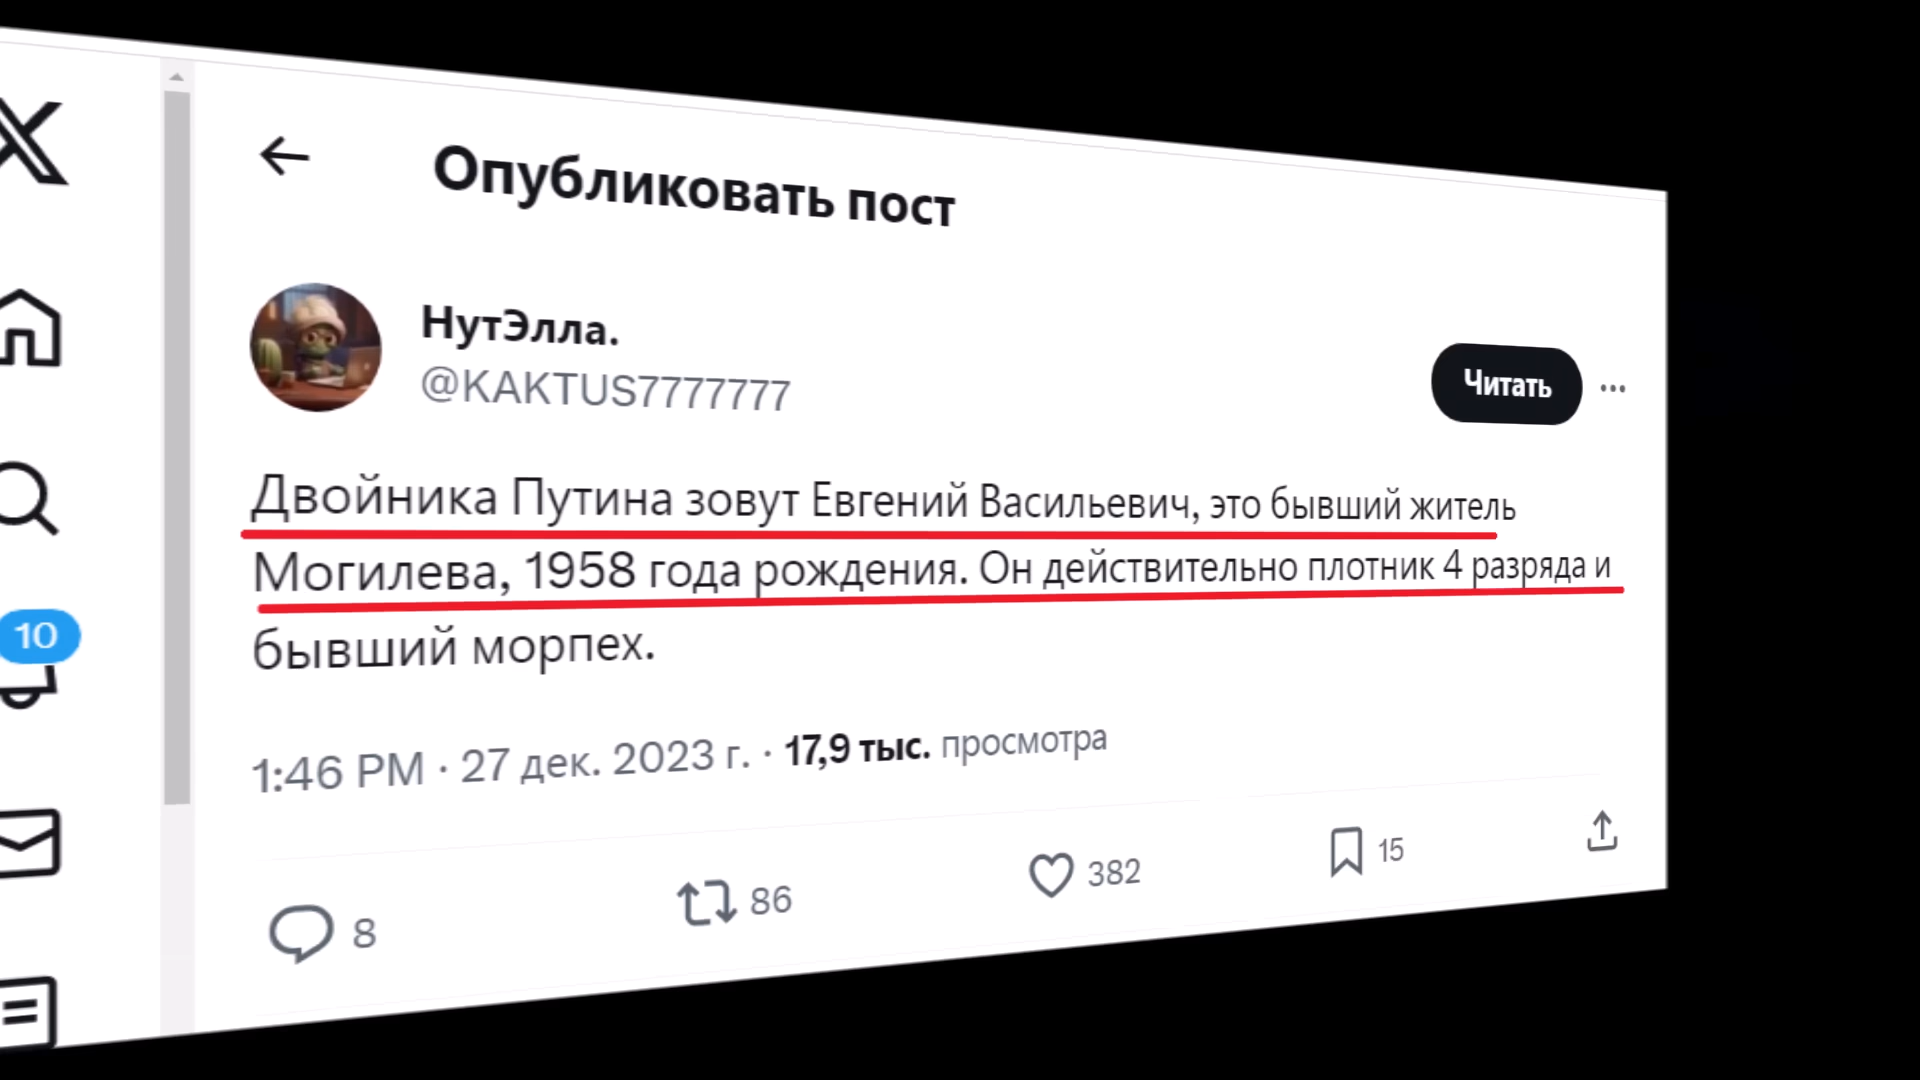 Опубликовать пост
НутЭлла.
@KAKTUS7777777
Читать
Двойника Путина зовут Евгений Васильевич, это бывший житель
Могилева, 1958 года рождения. Он действительно плотник 4 разряда и
бывший морпех.
10
1:46 PM · 27 дек. 2023 г. · 17,9 тыс. просмотра
8 86 382 15